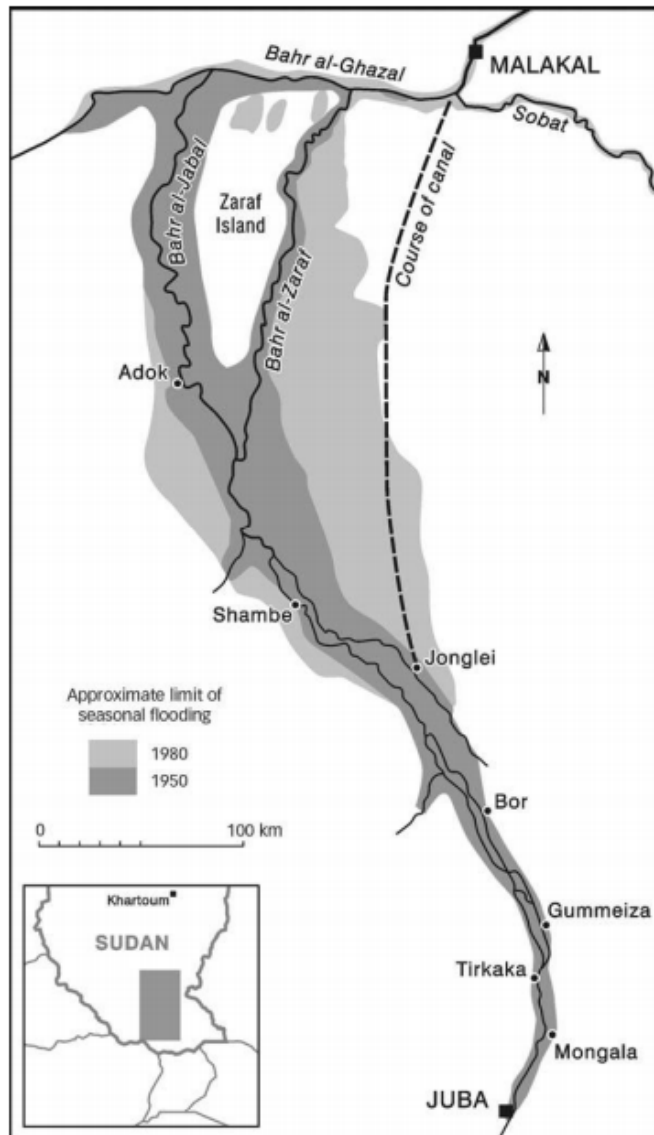 Bahr al-Ghazal
MALAKAL
Sobat
Bahr al-Jabal
Zaraf
Island
Bahr al-Zaraf
Course of canal
N
Adok
Shambe
Jonglei
Approximate limit of
seasonal flooding
1980
1950
0 100 km
Bor
Gummeiza
Tirkaka
Mongala
JUBA
Khartoum
SUDAN